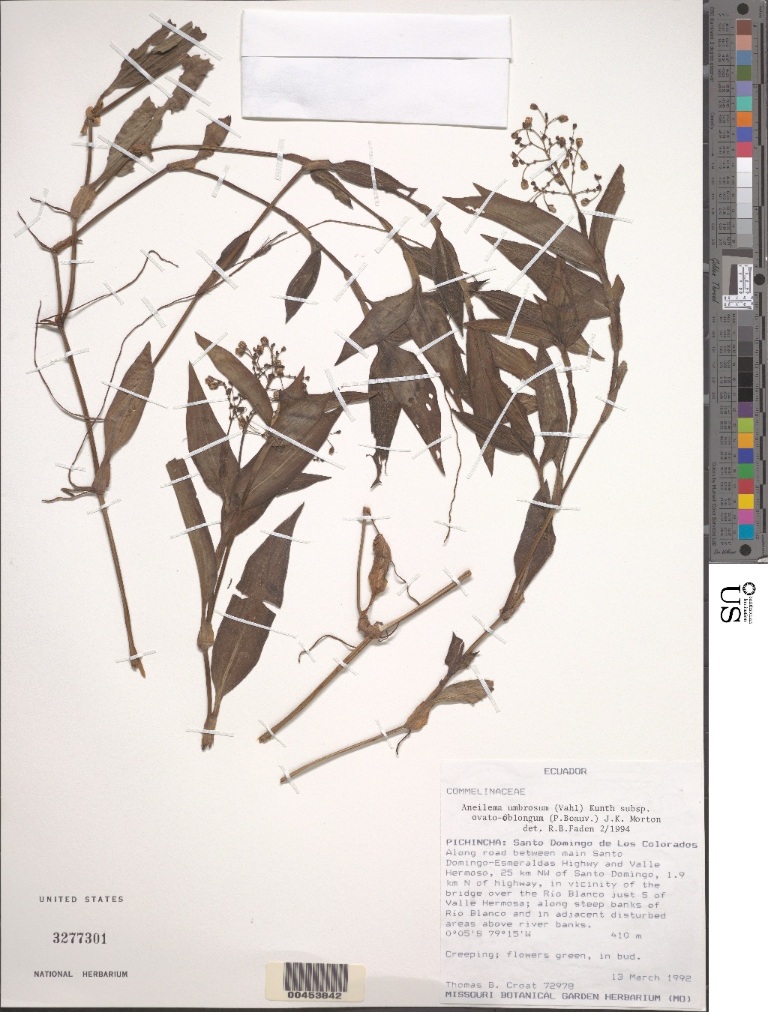 US
ECUADOR
COMMELINACEAE
Aneilema umbrosum (Vahl) Kunth subsp.
ovato-oblongum (P.Beauv.) J.K. Morton
det. R.B.Faden 2/1994
PICHINCHA: Santo Domingo de Los Colorados
Along road between main Santo
Domingo-Esmeraldas Highwy and Valle
Hermoso, 25 km NW of Santo Domingo, 1.9
km N of highway, in vicinity of the
bridge over the Rio Blanco just S of
Valle Hermosa; along steep banks of
Rio Blanco and in adjacent disturbed
areas above river banks.
0°05'S 79°15'W 410 m
Creeping; flowers green, in bud.
13 March 1992
Thomas B. Croat 72978
MISSOURI BOTANICAL GARDEN HERBARIUM (MO)
UNITED STATES
3277301
NATIONAL HERBARIUM
00453842